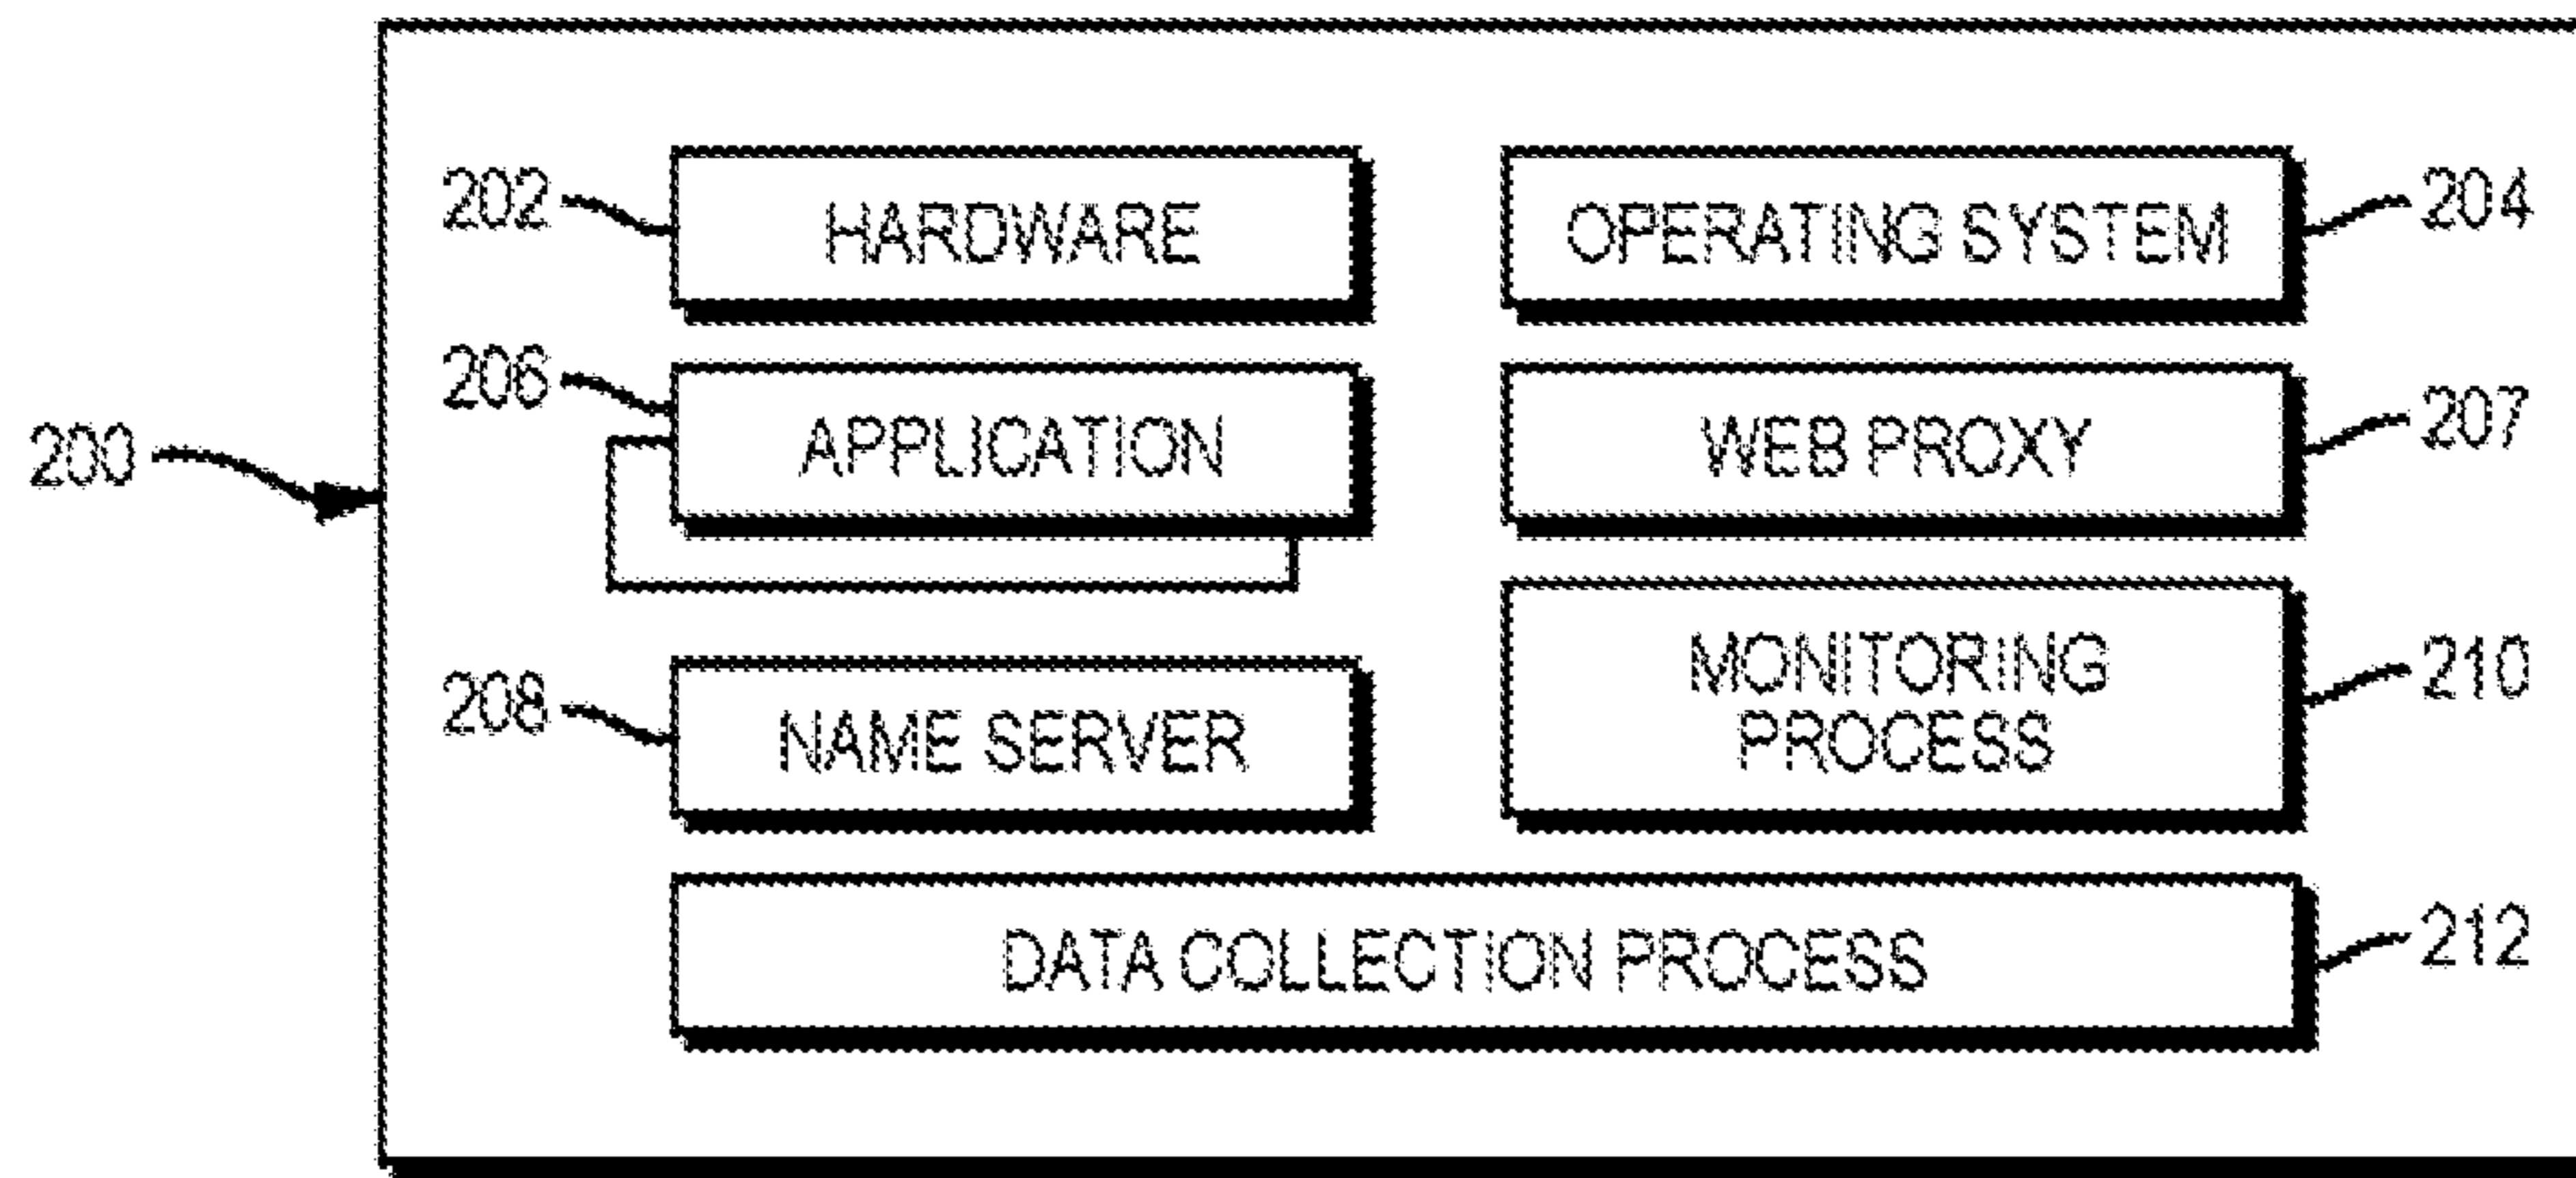 202
HARDWARE
OPERATING SYSTEM
204
206
APPLICATION
WEB PROXY
207
200
208
NAME SERVER
MONITORING
PROCESS
210
DATA COLLECTION PROCESS
212